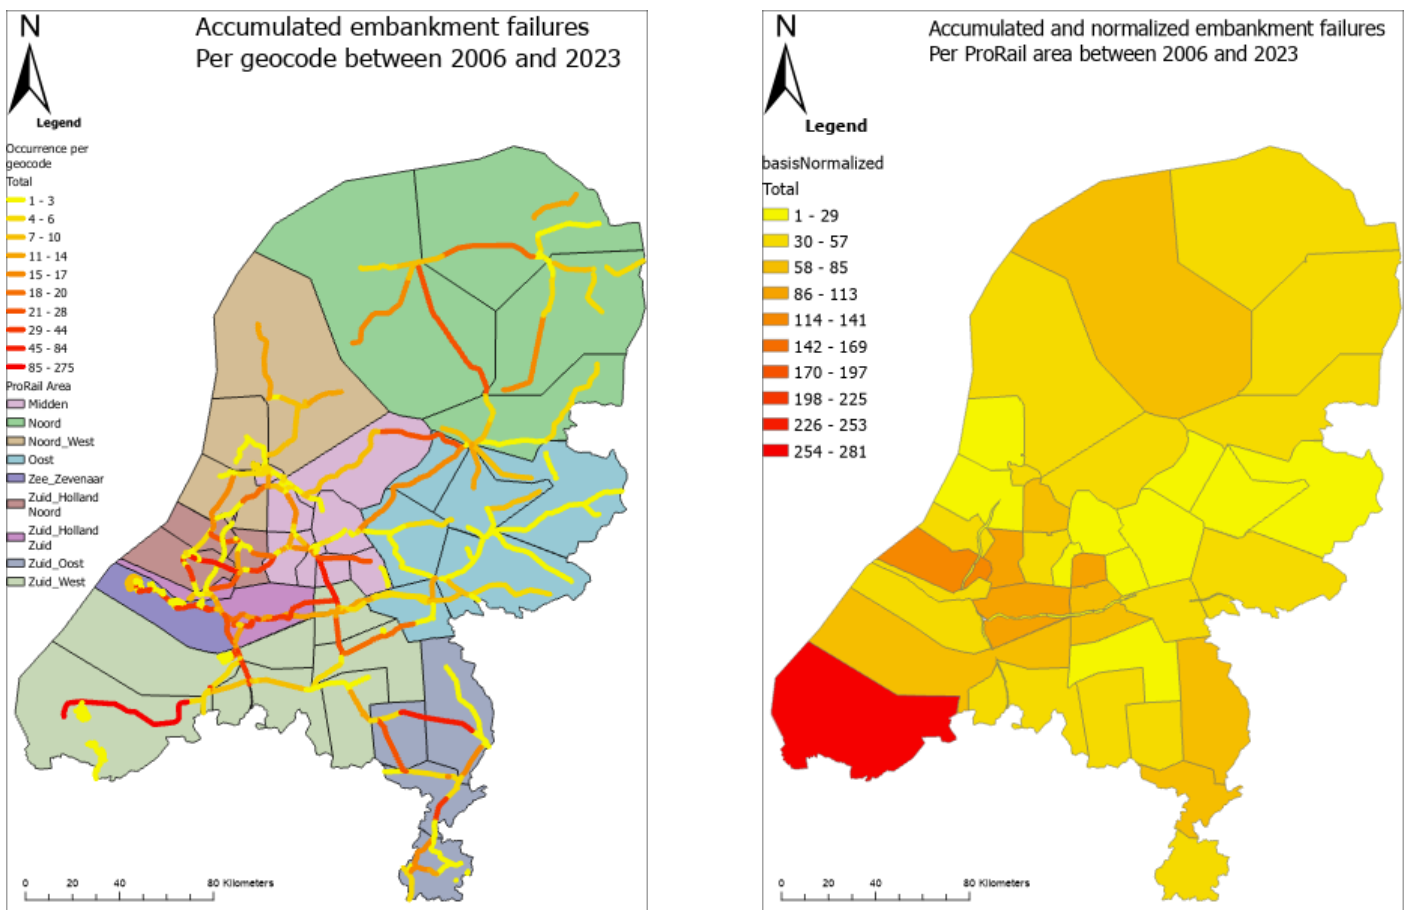 N
Accumulated embankment failures
Per geocode between 2006 and 2023
Legend
Occurrence per
geocode
Total
1 - 3
4 - 6
7 - 10
11 - 14
15 - 17
18 - 20
21 - 28
29 - 44
45 - 84
85 - 275
ProRail Area
Midden
Noord
Noord_West
Oost
Zee_Zevenaar
Zuid_Holland
Noord
Zuid_Holland
Zuid
Zuid_Oost
Zuid_West
0 20 40 80 Kilometers
N
Accumulated and normalized embankment failures
Per ProRail area between 2006 and 2023
Legend
basisNormalized
Total
1 - 29
30 - 57
58 - 85
86 - 113
114 - 141
142 - 169
170 - 197
198 - 225
226 - 253
254 - 281
0 20 40 80 Kilometers